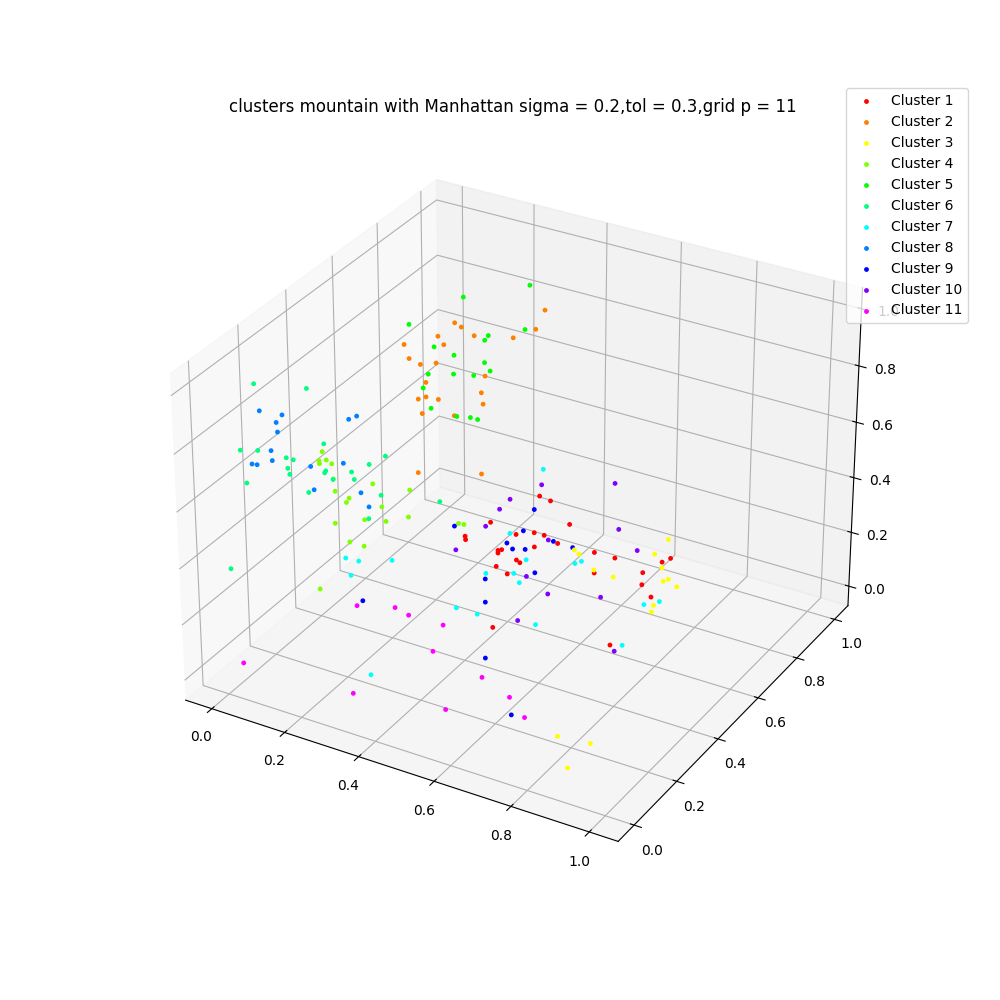 clusters mountain with Manhattan sigma = 0.2,tol = 0.3,grid p = 11
Cluster 1
Cluster 2
Cluster 3
Cluster 4
Cluster 5
Cluster 6
Cluster 7
Cluster 8
Cluster 9
Cluster 10
Cluster 11
1.0
0.8
0.6
0.4
0.2
0.0
1.0
0.8
0.6
0.4
0.2
0.0
0.0
0.2
0.4
0.6
0.8
1.0